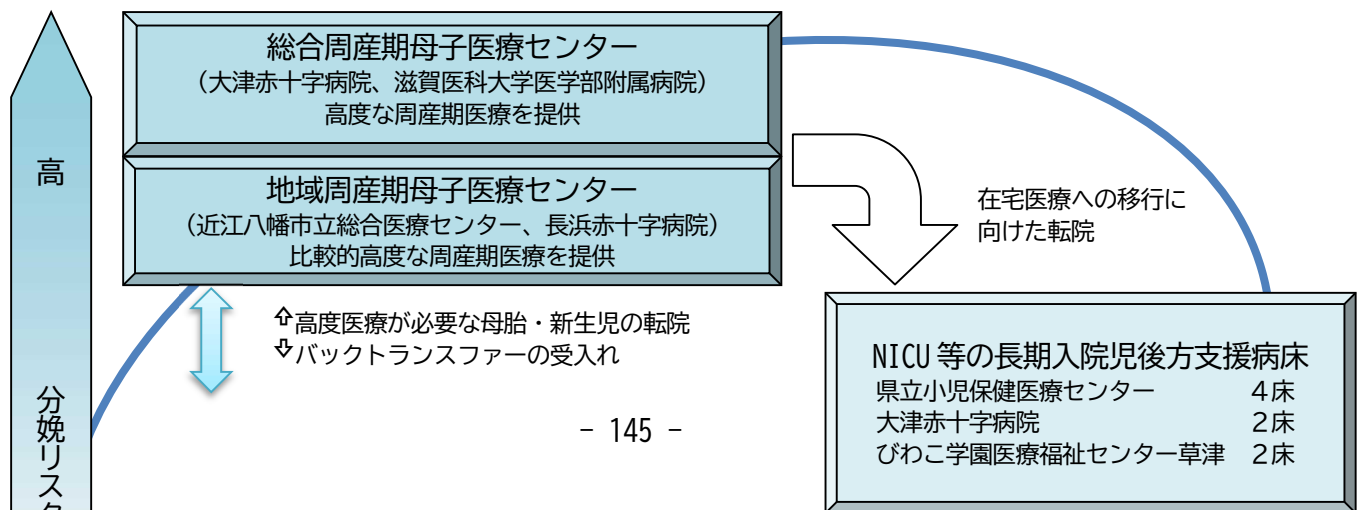 総合周産期母子医療センター
（大津赤十字病院、滋賀医科大学医学部附属病院）
高度な周産期医療を提供
高
地域周産期母子医療センター
（近江八幡市立総合医療センター、長浜赤十字病院）
比較的高度な周産期医療を提供
在宅医療への移行に
向けた転院
高度医療が必要な母胎・新生児の転院
バックトランスファーの受入れ
NICU等の長期入院児後方支援病床
県立小児保健医療センター　4床
大津赤十字病院　2床
びわこ学園医療福祉センター草津　2床
分娩リスク
- 145 -